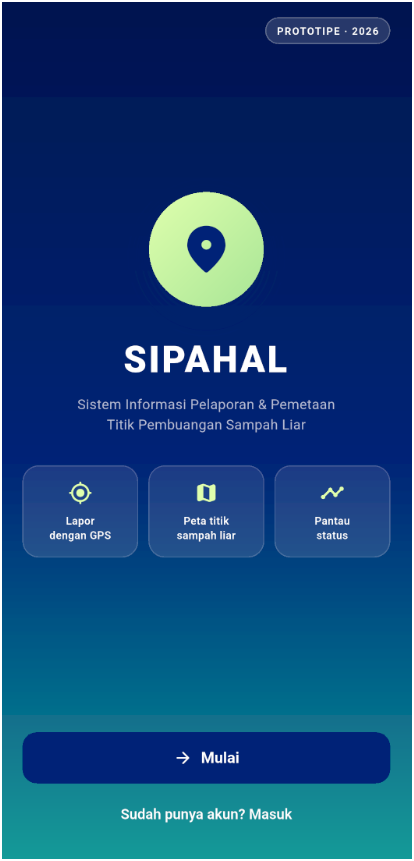 PROTOTIPE · 2026
SIPAHAL
Sistem Informasi Pelaporan & Pemetaan
Titik Pembuangan Sampah Liar
Lapor
dengan GPS
Peta titik
sampah liar
Pantau
status
Mulai
Sudah punya akun? Masuk